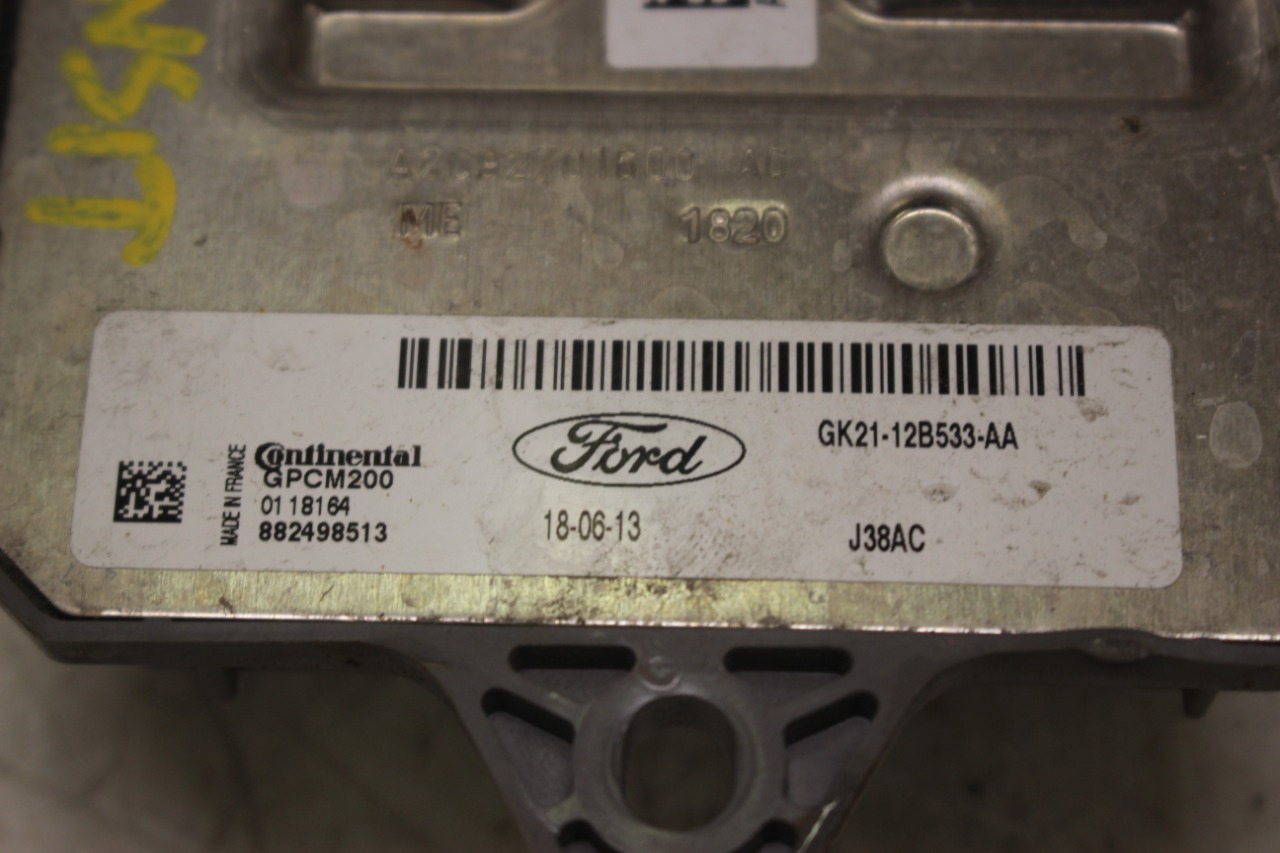 ME 1820
GK21-12B533-AA
Continental
Ford
GPCM200
0118164
882498513
MADE IN FRANCE
18-06-13
J38AC